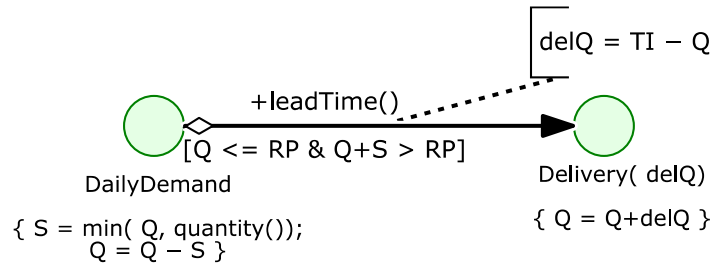 delQ = TI − Q
+leadTime()
[Q <= RP & Q+S > RP]
DailyDemand
Delivery( delQ)
{ S = min( Q, quantity());
Q = Q − S }
{ Q = Q+delQ }